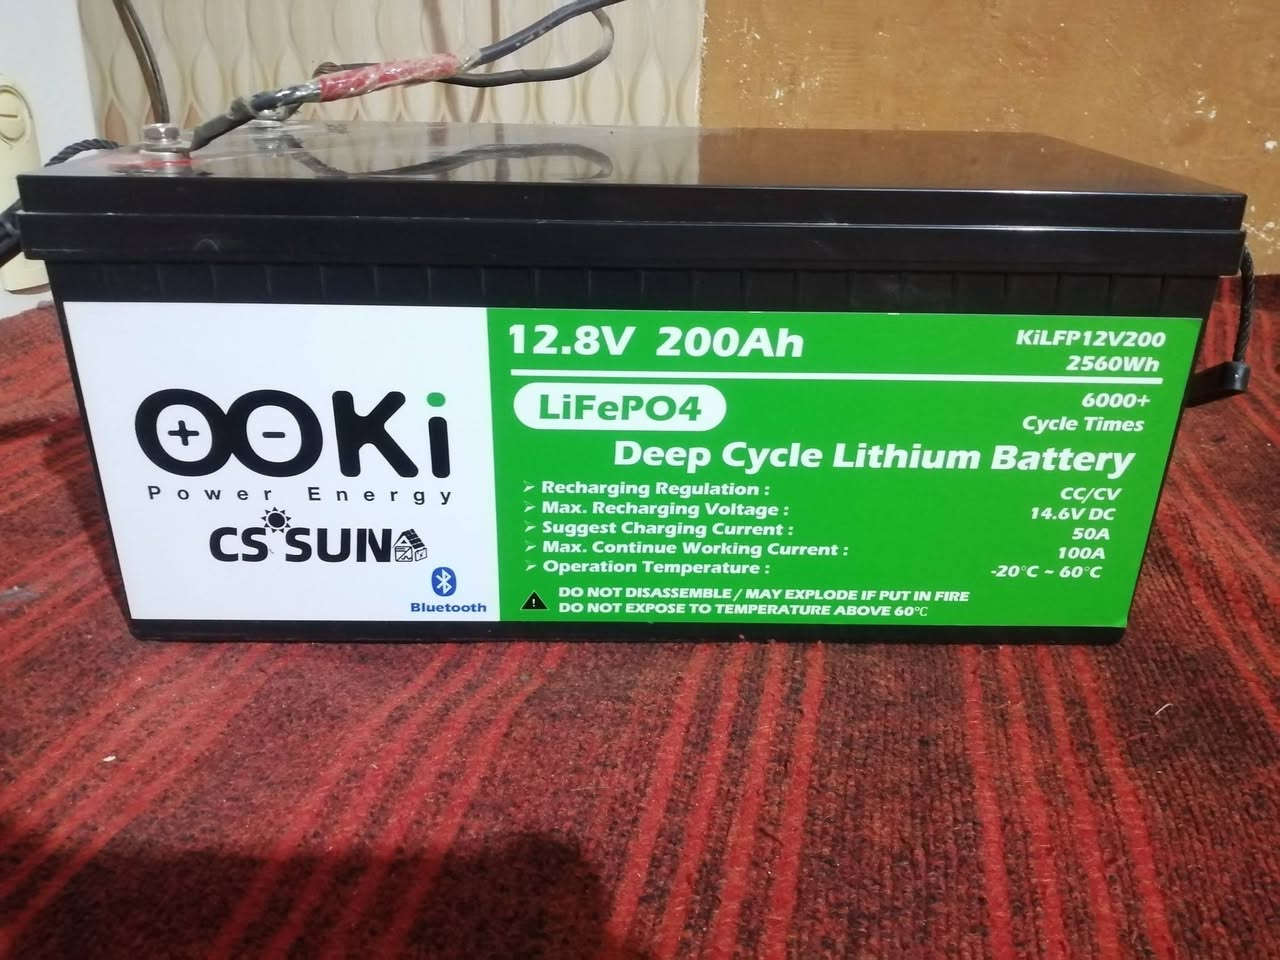 OOKi
Power Energy
CS SUN
Bluetooth
12.8V 200Ah
KiLFP12V200
2560Wh
LiFePO4
6000+
Cycle Times
Deep Cycle Lithium Battery
Recharging Regulation : CC/CV
Max. Recharging Voltage : 14.6V DC
Suggest Charging Current : 50A
Max. Continue Working Current : 100A
Operation Temperature : -20°C ~ 60°C
DO NOT DISASSEMBLE / MAY EXPLODE IF PUT IN FIRE
DO NOT EXPOSE TO TEMPERATURE ABOVE 60°C